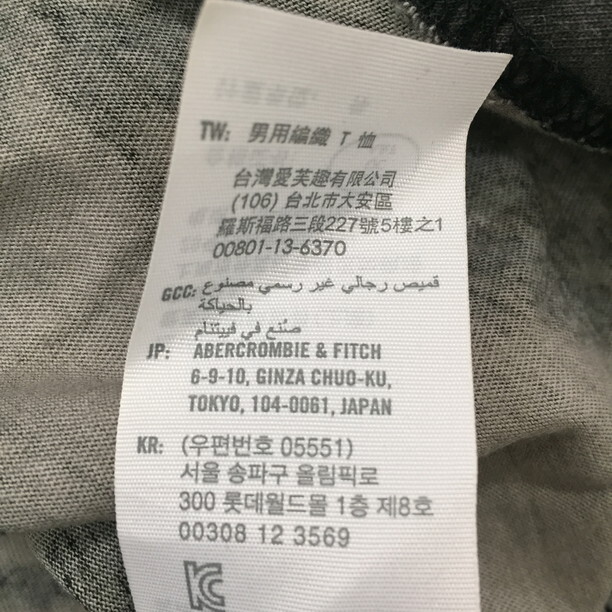 TW: 男用編織 T 恤
台灣愛芙趣有限公司
(106) 台北市大安區
羅斯福路三段227號5樓之1
00801-13-6370
GCC: قميص رجالي غير رسمي مصنوع
بالحياكة
صُنع في فييتنام
JP: ABERCROMBIE & FITCH
6-9-10, GINZA CHUO-KU,
TOKYO, 104-0061, JAPAN
KR: (우편번호 05551)
서울 송파구 올림픽로
300 롯데월드몰 1층 제8호
00308 12 3569